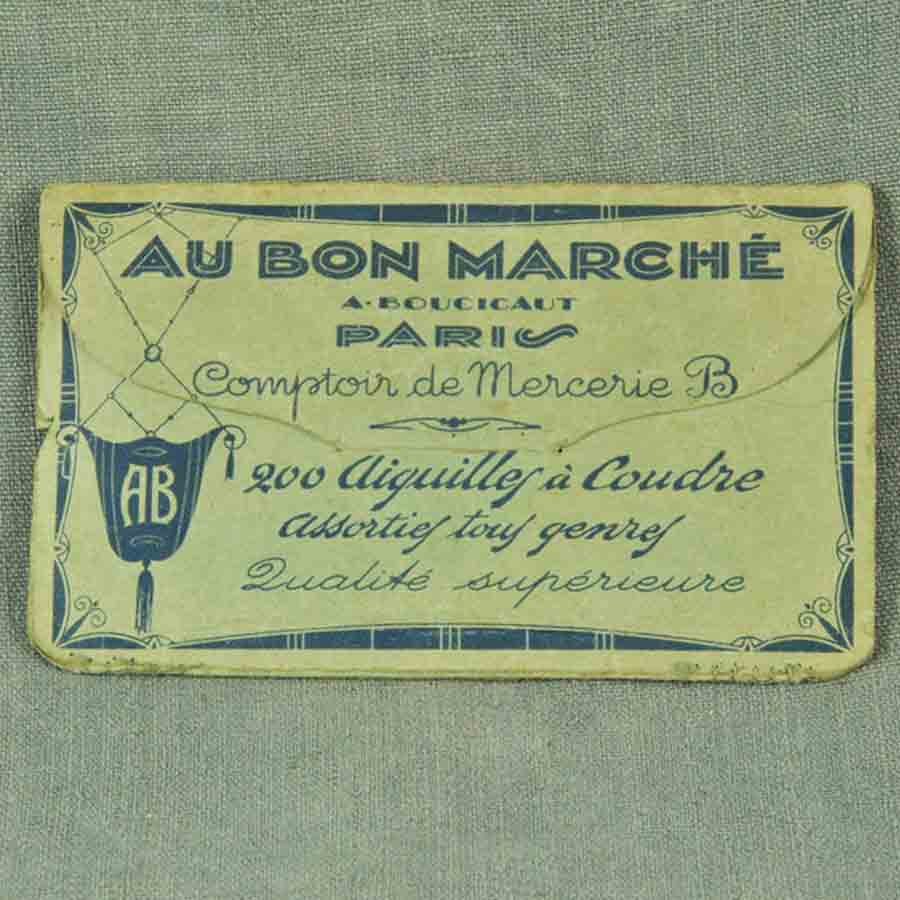 AU BON MARCHÉ
A·BOUCICAUT
PARIS
Comptoir de Mercerie B
AB
200 Aiguilles à Coudre
assorties tous genres
Qualité supérieure